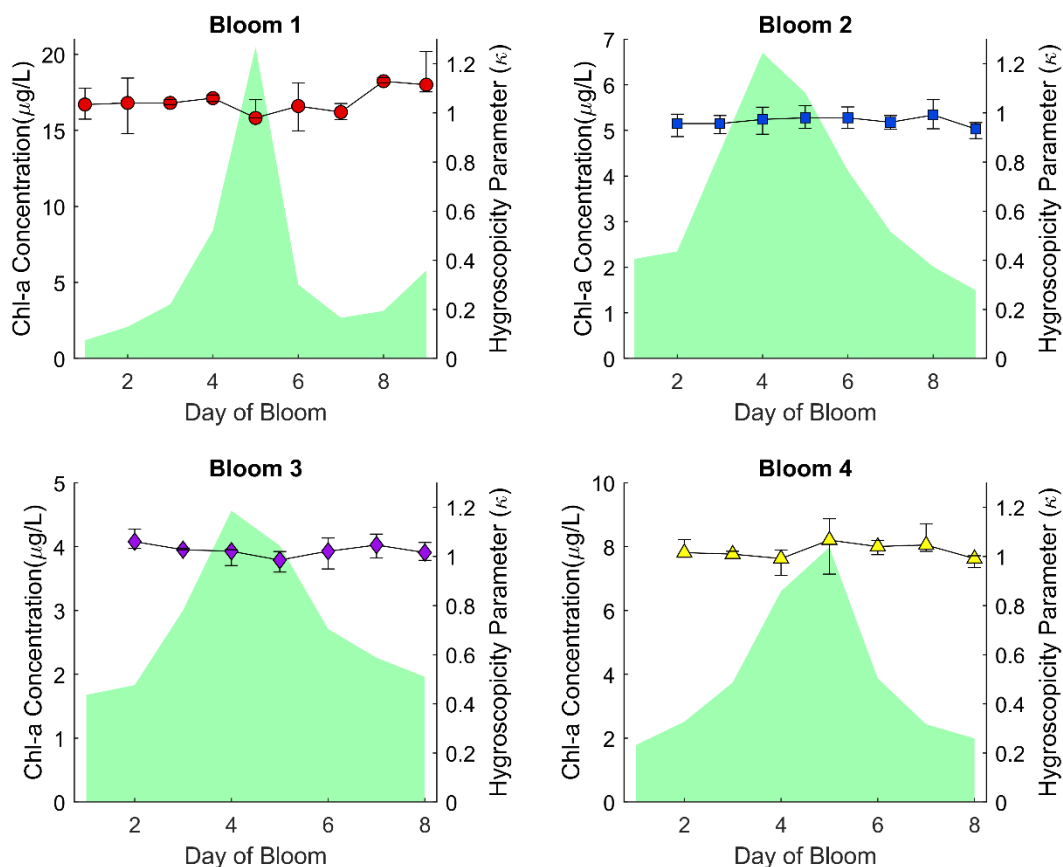 Bloom 1
Chl-a Concentration(μg/L)
20
15
10
5
0
1.2
1
0.8
0.6
0.4
0.2
0
Hygroscopicity Parameter (κ)
2 4 6 8
Day of Bloom
Bloom 2
Chl-a Concentration(μg/L)
7
6
5
4
3
2
1
0
1.2
1
0.8
0.6
0.4
0.2
0
Hygroscopicity Parameter (κ)
2 4 6 8
Day of Bloom
Bloom 3
Chl-a Concentration(μg/L)
5
4
3
2
1
0
1.2
1
0.8
0.6
0.4
0.2
0
Hygroscopicity Parameter (κ)
2 4 6 8
Day of Bloom
Bloom 4
Chl-a Concentration(μg/L)
10
8
6
4
2
0
1.2
1
0.8
0.6
0.4
0.2
0
Hygroscopicity Parameter (κ)
2 4 6 8
Day of Bloom